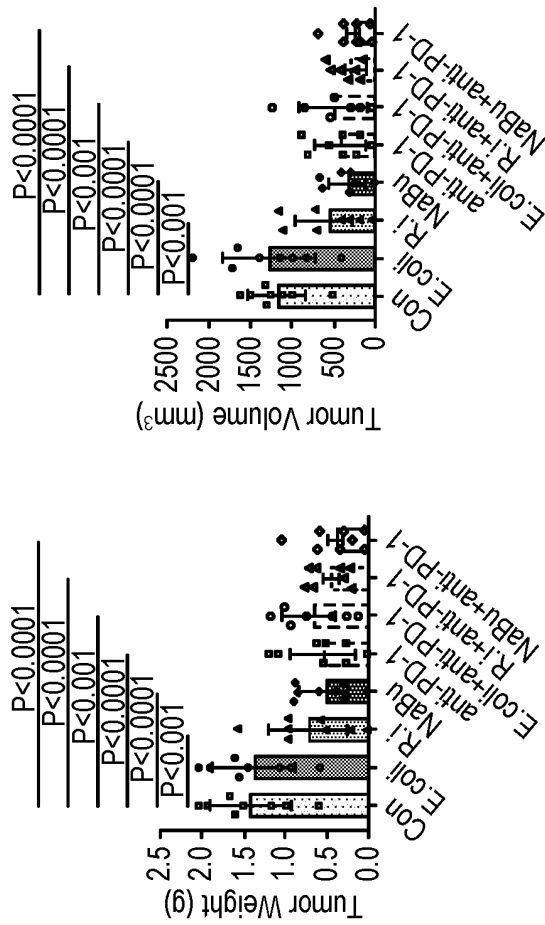 P<0.0001
P<0.0001
P<0.001
P<0.0001
P<0.0001
P<0.001
Tumor Weight (g)
2.5
2.0
1.5
1.0
0.5
0.0
Con
E.coli
R.i
NaBu
anti-PD-1
E.coli+anti-PD-1
R.i+anti-PD-1
NaBu+anti-PD-1
P<0.0001
P<0.0001
P<0.001
P<0.0001
P<0.0001
P<0.001
Tumor Volume (mm³)
2500
2000
1500
1000
500
0
Con
E.coli
R.i
NaBu
anti-PD-1
E.coli+anti-PD-1
R.i+anti-PD-1
NaBu+anti-PD-1